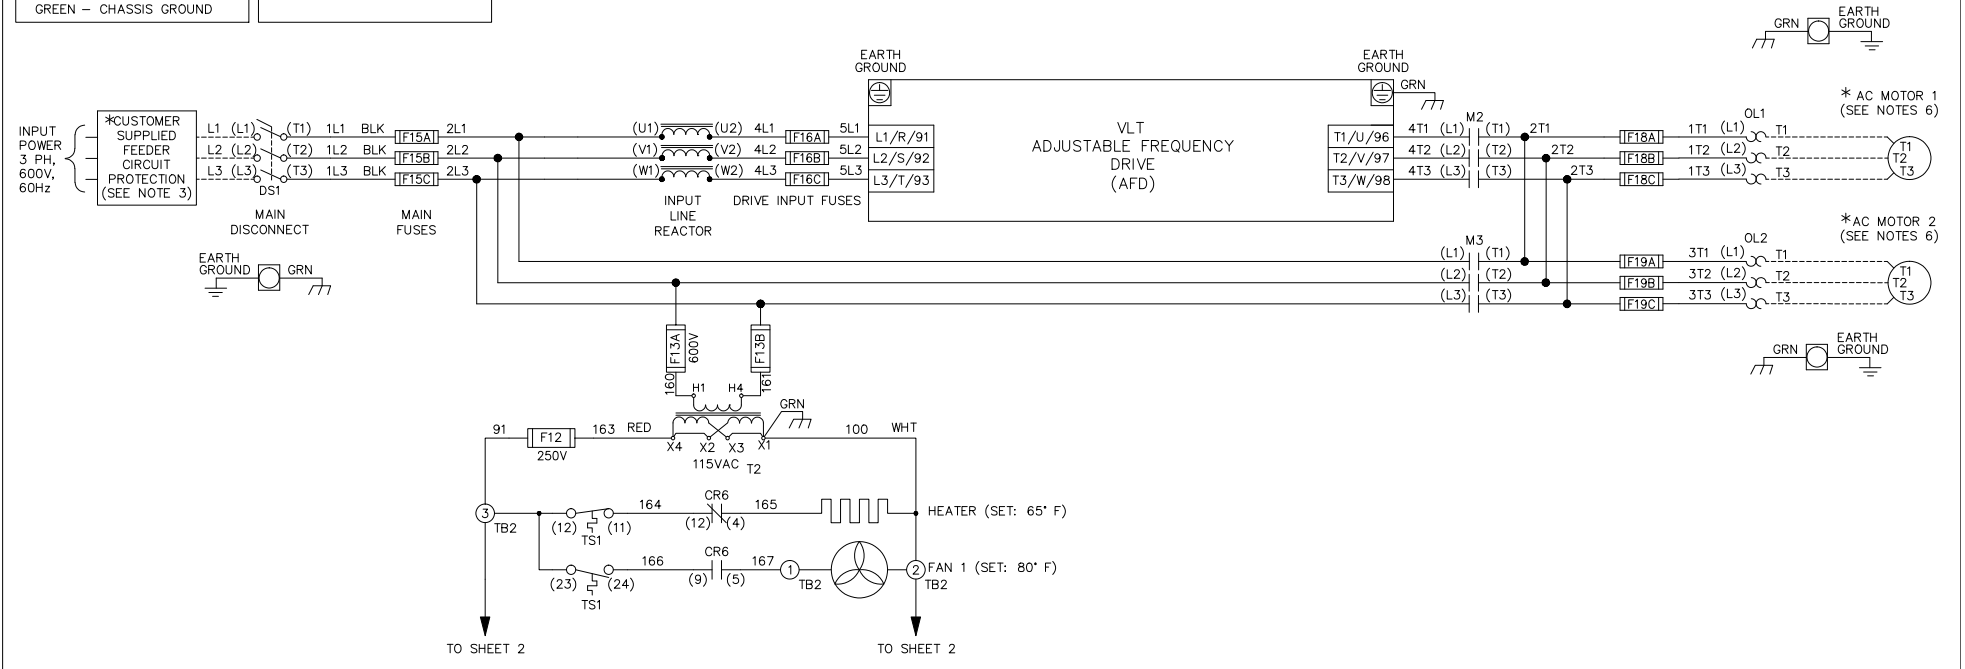 GREEN – CHASSIS GROUND
GRN
EARTH
GROUND
INPUT
POWER
3 PH,
600V,
60Hz
*CUSTOMER
SUPPLIED
FEEDER
CIRCUIT
PROTECTION
(SEE NOTE 3)
L1 (L1) (T1) 1L1 BLK F15A 2L1
L2 (L2) (T2) 1L2 BLK F15B 2L2
L3 (L3) (T3) 1L3 BLK F15C 2L3
DS1
MAIN
DISCONNECT
MAIN
FUSES
(U1) (U2) 4L1 F16A 5L1
(V1) (V2) 4L2 F16B 5L2
(W1) (W2) 4L3 F16C 5L3
INPUT
LINE
REACTOR
DRIVE INPUT FUSES
EARTH
GROUND
L1/R/91
L2/S/92
L3/T/93
VLT
ADJUSTABLE FREQUENCY
DRIVE
(AFD)
EARTH
GROUND
GRN
T1/U/96
T2/V/97
T3/W/98
M2
4T1 (L1) (T1) 2T1 F18A 1T1 (L1) T1
4T2 (L2) (T2) 2T2 F18B 1T2 (L2) T2
4T3 (L3) (T3) 2T3 F18C 1T3 (L3) T3
OL1
* AC MOTOR 1
(SEE NOTES 6)
T1
T2
T3
EARTH
GROUND
GRN
M3
(L1) (T1) F19A 3T1 (L1) T1
(L2) (T2) F19B 3T2 (L2) T2
(L3) (T3) F19C 3T3 (L3) T3
OL2
*AC MOTOR 2
(SEE NOTES 6)
T1
T2
T3
GRN
EARTH
GROUND
F13A
600V
F13B
160
161
H1 H4
GRN
91 F12 163 RED
250V
X4 X2 X3 X1
115VAC T2
100 WHT
3
TB2
(12) (11)
TS1
164
CR6
(12) (4)
165
HEATER (SET: 65° F)
(23) (24)
TS1
166
CR6
(9) (5)
167
1
TB2
2
TB2
FAN 1 (SET: 80° F)
TO SHEET 2
TO SHEET 2